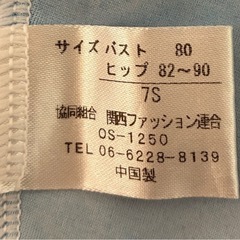 サイズ バスト 80
ヒップ 82〜90
7S
協同組合 関西ファッション連合
OS-1250
TEL 06-6228-8139
中国製